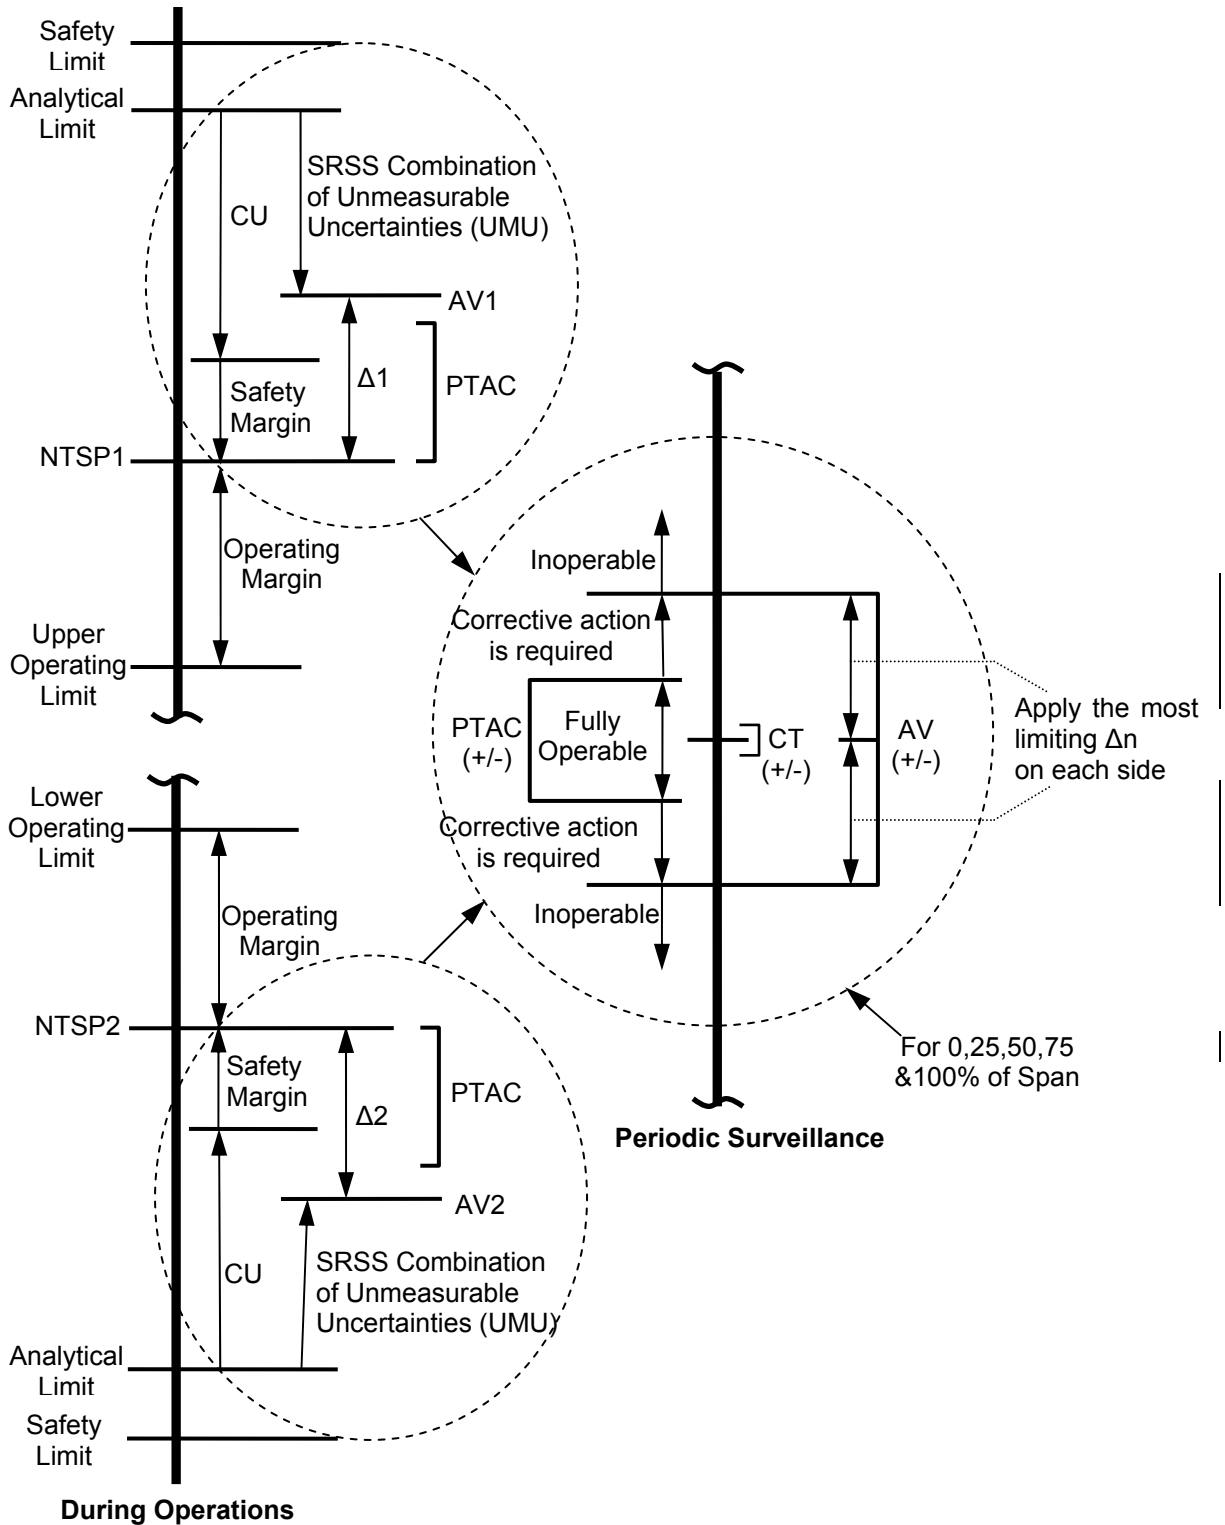 Safety
Limit
Analytical
Limit
SRSS Combination
of Unmeasurable
Uncertainties (UMU)
CU
AV1
Δ1
PTAC
Safety
Margin
NTSP1
Operating
Margin
Upper
Operating
Limit
Lower
Operating
Limit
Operating
Margin
NTSP2
Safety
Margin
Δ2
PTAC
AV2
CU
SRSS Combination
of Unmeasurable
Uncertainties (UMU)
Analytical
Limit
Safety
Limit
During Operations
Inoperable
Corrective action
is required
PTAC
(+/-)
Fully
Operable
CT
(+/-)
AV
(+/-)
Apply the most
limiting Δn
on each side
Corrective action
is required
Inoperable
For 0,25,50,75
&100% of Span
Periodic Surveillance